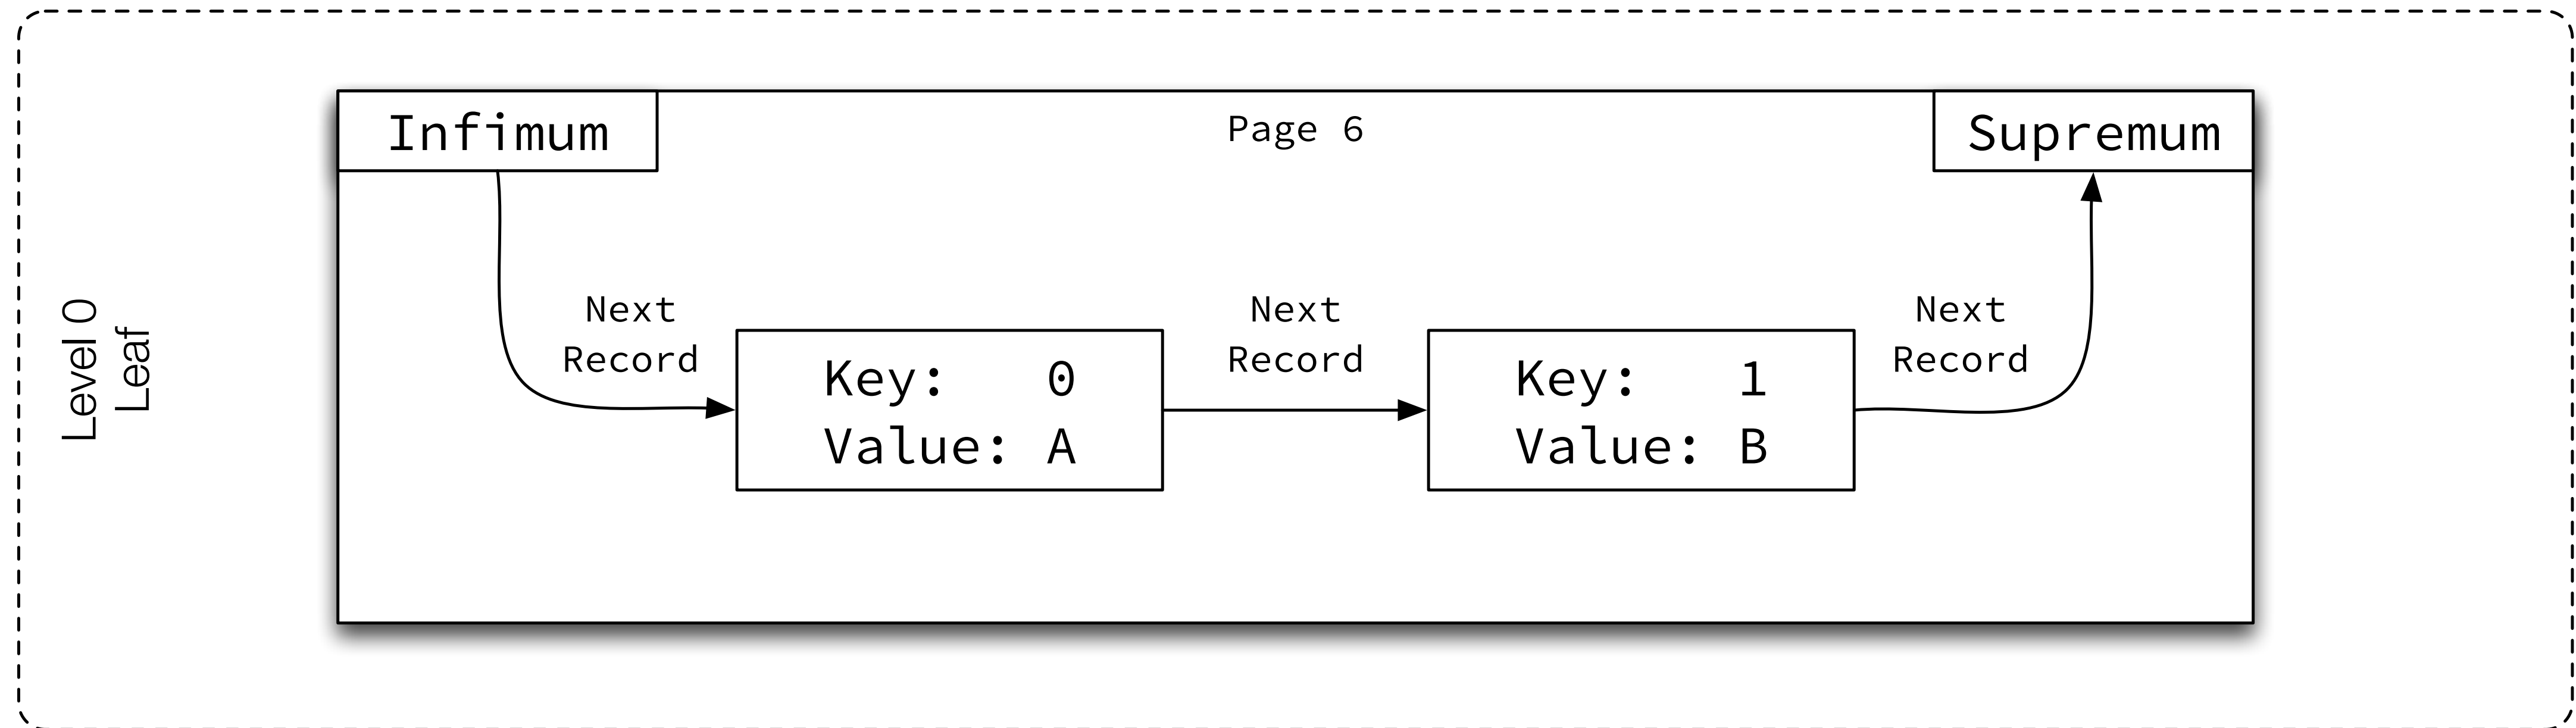 Level 0
Leaf
Infimum
Page 6
Supremum
Next
Record
Key: 0
Value: A
Next
Record
Key: 1
Value: B
Next
Record